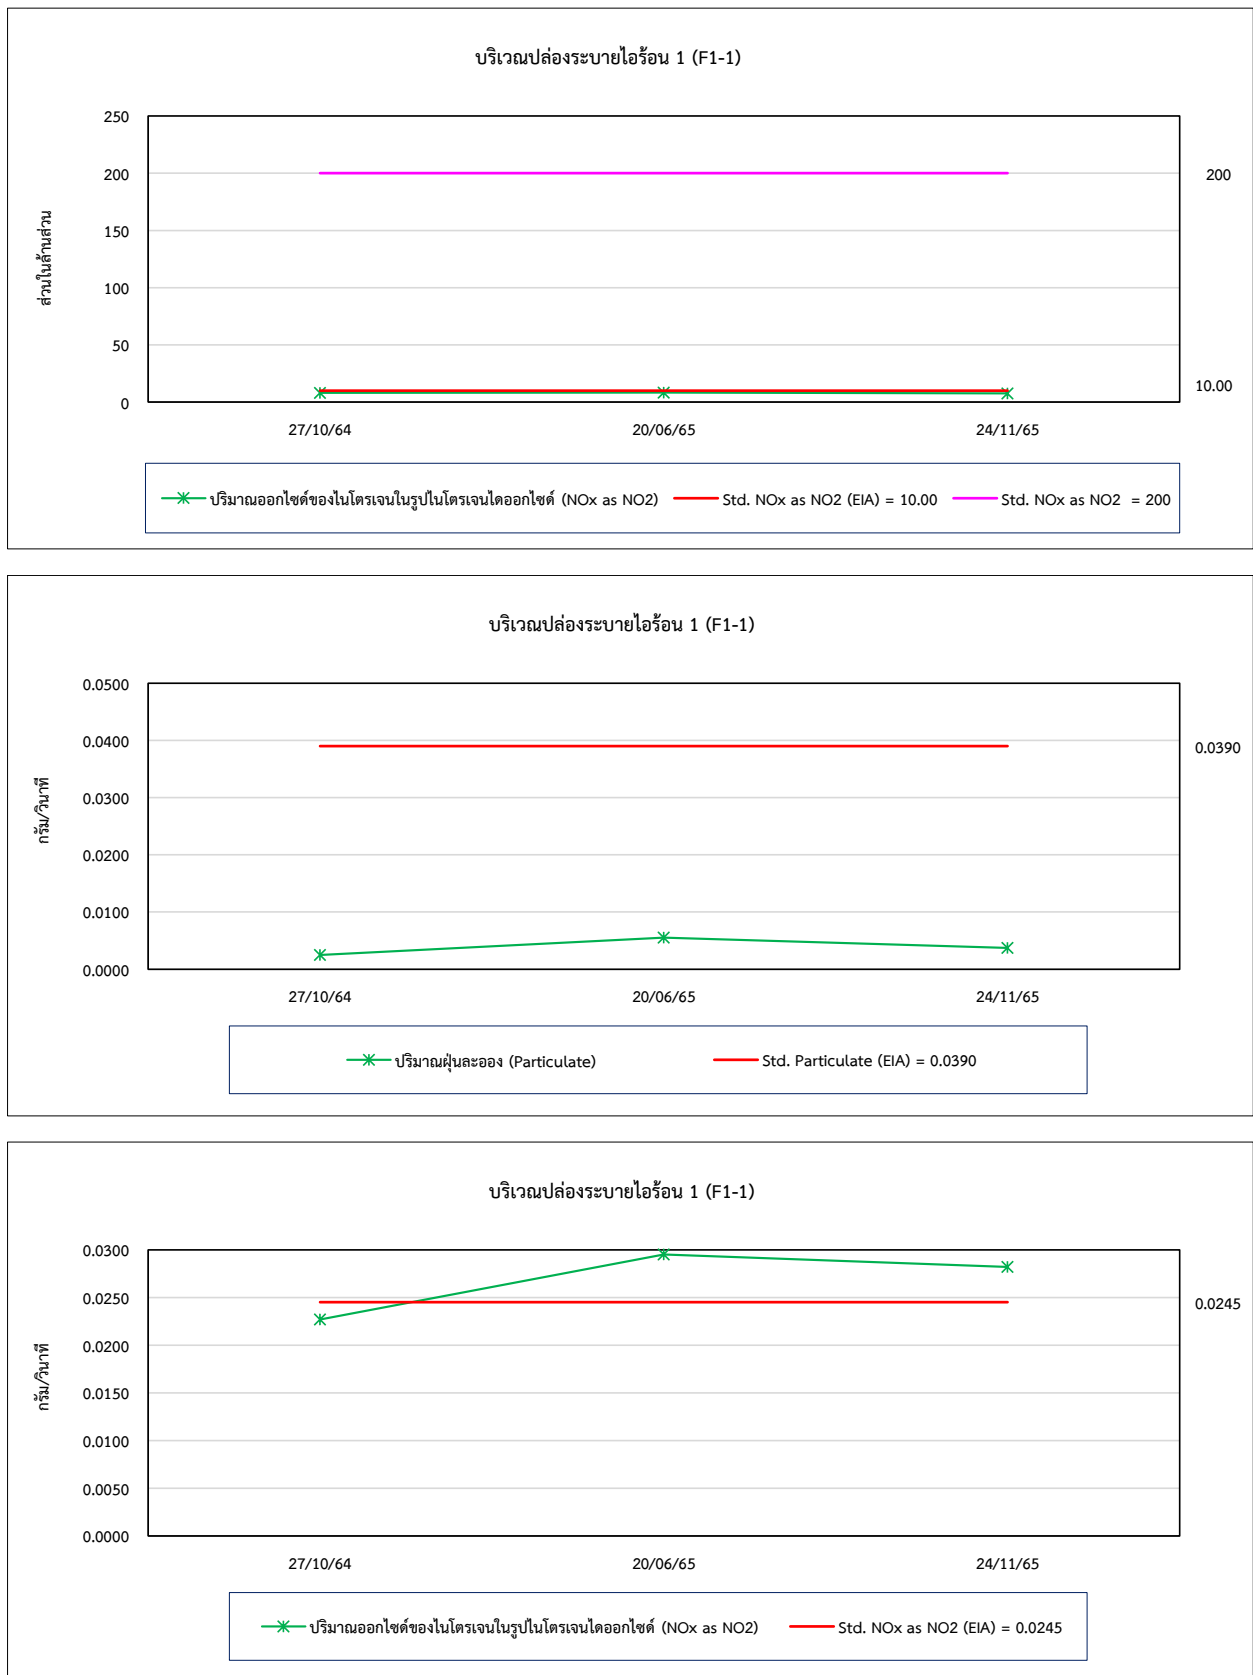 บริเวณปล่องระบายไอร้อน 1 (F1-1)
ส่วนในล้านส่วน
250
200
150
100
50
0
200
10.00
27/10/64 20/06/65 24/11/65
ปริมาณออกไซด์ของไนโตรเจนในรูปไนโตรเจนไดออกไซด์ (NOx as NO2) Std. NOx as NO2 (EIA) = 10.00 Std. NOx as NO2 = 200
บริเวณปล่องระบายไอร้อน 1 (F1-1)
กรัม/วินาที
0.0500
0.0400
0.0300
0.0200
0.0100
0.0000
0.0390
27/10/64 20/06/65 24/11/65
ปริมาณฝุ่นละออง (Particulate) Std. Particulate (EIA) = 0.0390
บริเวณปล่องระบายไอร้อน 1 (F1-1)
กรัม/วินาที
0.0300
0.0250
0.0200
0.0150
0.0100
0.0050
0.0000
0.0245
27/10/64 20/06/65 24/11/65
ปริมาณออกไซด์ของไนโตรเจนในรูปไนโตรเจนไดออกไซด์ (NOx as NO2) Std. NOx as NO2 (EIA) = 0.0245